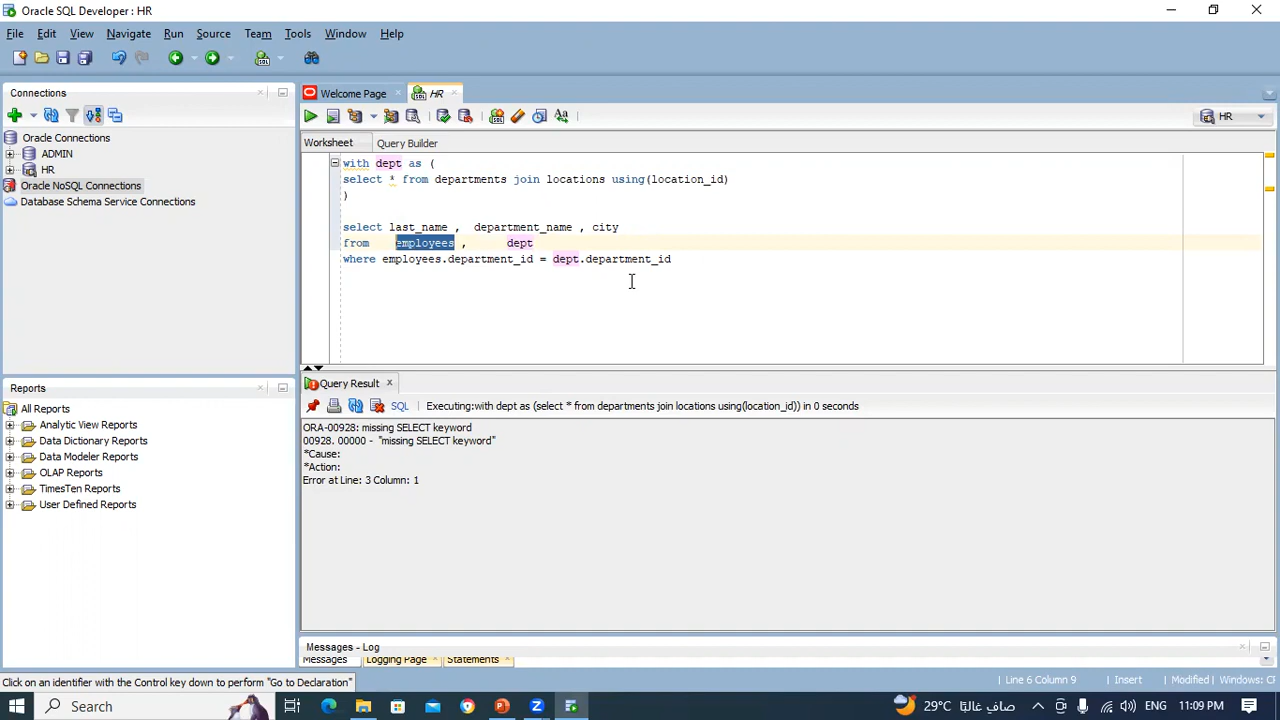 Oracle SQL Developer : HR
File Edit View Navigate Run Source Team Tools Window Help
Connections
Oracle Connections
ADMIN
HR
Oracle NoSQL Connections
Database Schema Service Connections
Reports
All Reports
Analytic View Reports
Data Dictionary Reports
Data Modeler Reports
OLAP Reports
TimesTen Reports
User Defined Reports
Welcome Page HR
SQL
Aa
HR
Worksheet Query Builder
with dept as (
select * from departments join locations using(location_id)
)
select last_name , department_name , city
from employees , dept
where employees.department_id = dept.department_id
Query Result
SQL Executing:with dept as (select * from departments join locations using(location_id)) in 0 seconds
ORA-00928: missing SELECT keyword
00928. 00000 - "missing SELECT keyword"
*Cause:
*Action:
Error at Line: 3 Column: 1
Messages - Log
Messages Logging Page Statements
Click on an identifier with the Control key down to perform "Go to Declaration"
Line 6 Column 9 Insert Modified Windows: CF
Search
29°C صافٍ غالبًا ENG 11:09 PM